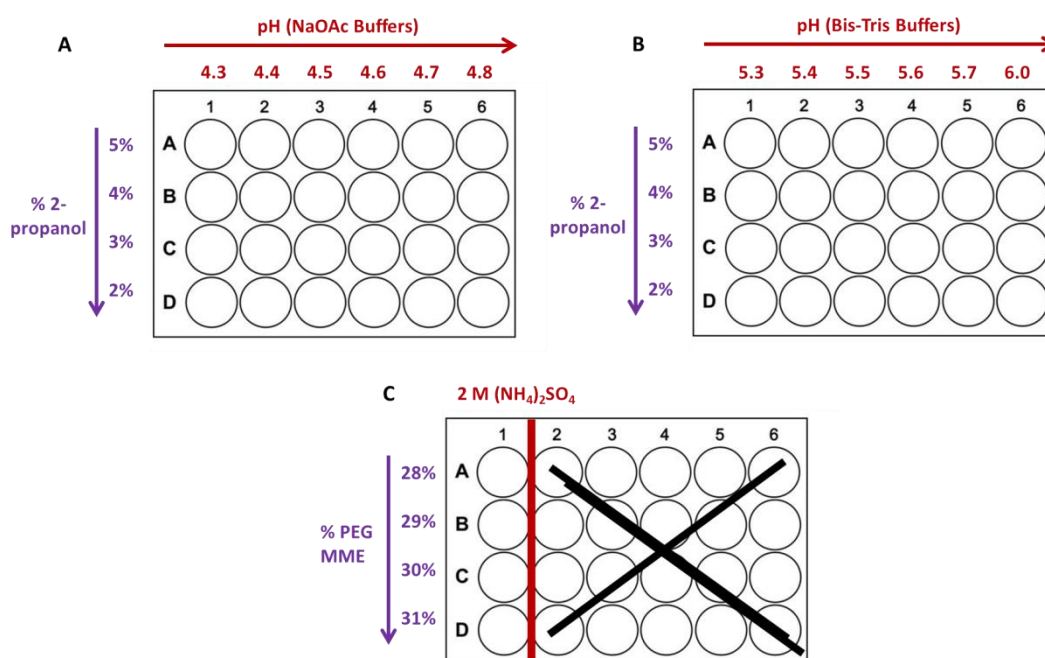 A
pH (NaOAc Buffers)
4.3 4.4 4.5 4.6 4.7 4.8
1 2 3 4 5 6
% 2-
propanol
5% A
4% B
3% C
2% D
B
pH (Bis-Tris Buffers)
5.3 5.4 5.5 5.6 5.7 6.0
1 2 3 4 5 6
% 2-
propanol
5% A
4% B
3% C
2% D
C
2 M (NH₄)₂SO₄
1 2 3 4 5 6
% PEG
MME
28% A
29% B
30% C
31% D